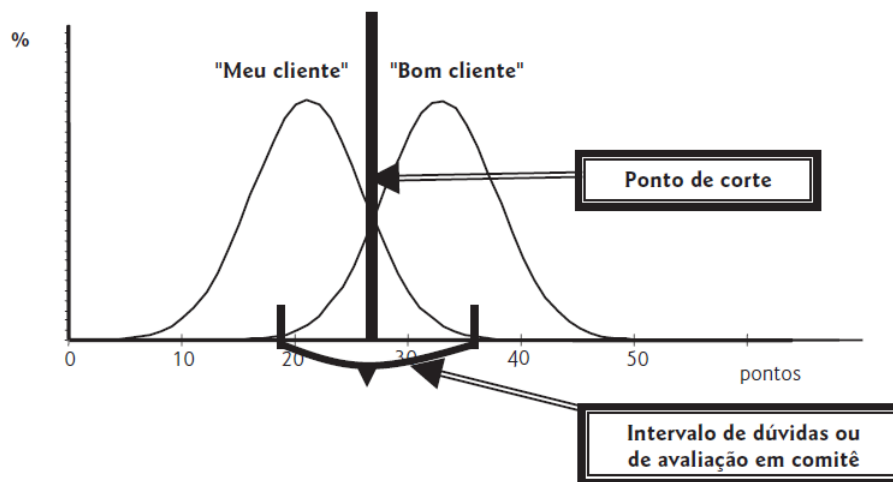 %
"Meu cliente" "Bom cliente"
Ponto de corte
0 10 20 30 40 50
pontos
Intervalo de dúvidas ou
de avaliação em comitê